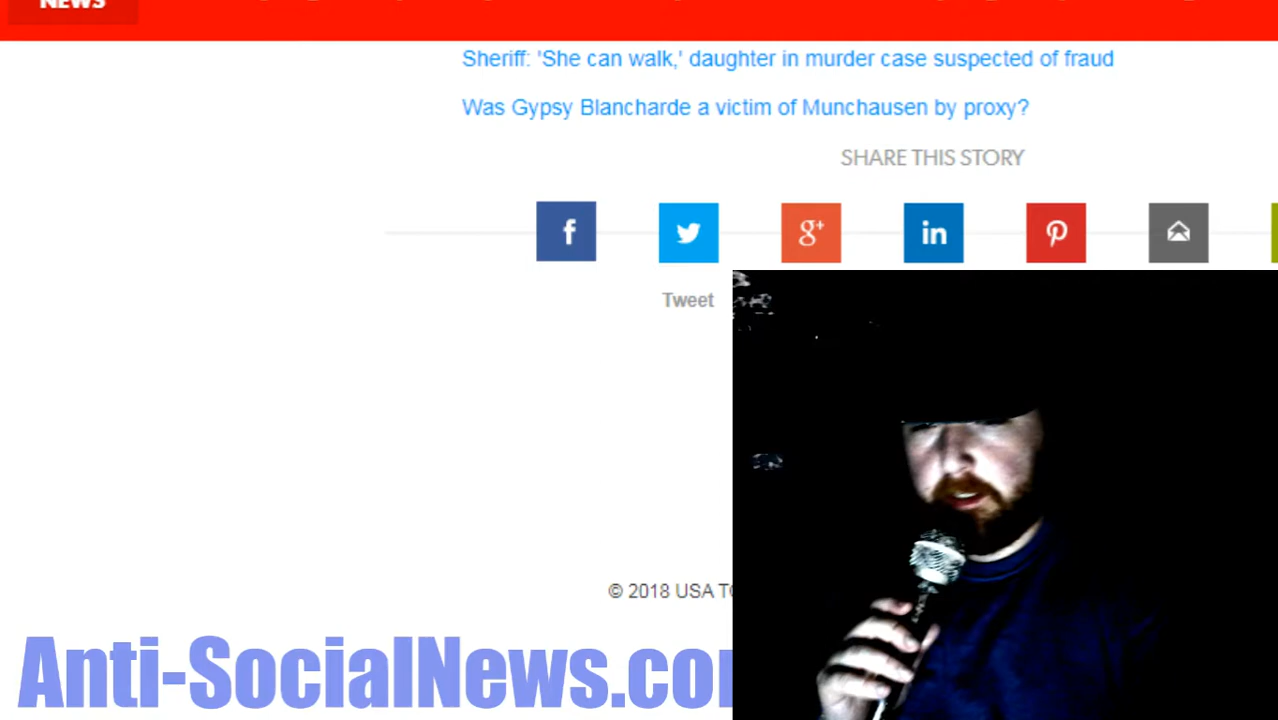 NEWS
Sheriff: 'She can walk,' daughter in murder case suspected of fraud
Was Gypsy Blancharde a victim of Munchausen by proxy?
SHARE THIS STORY
f
g+
in
Tweet
© 2018 USA
Anti-SocialNews.co